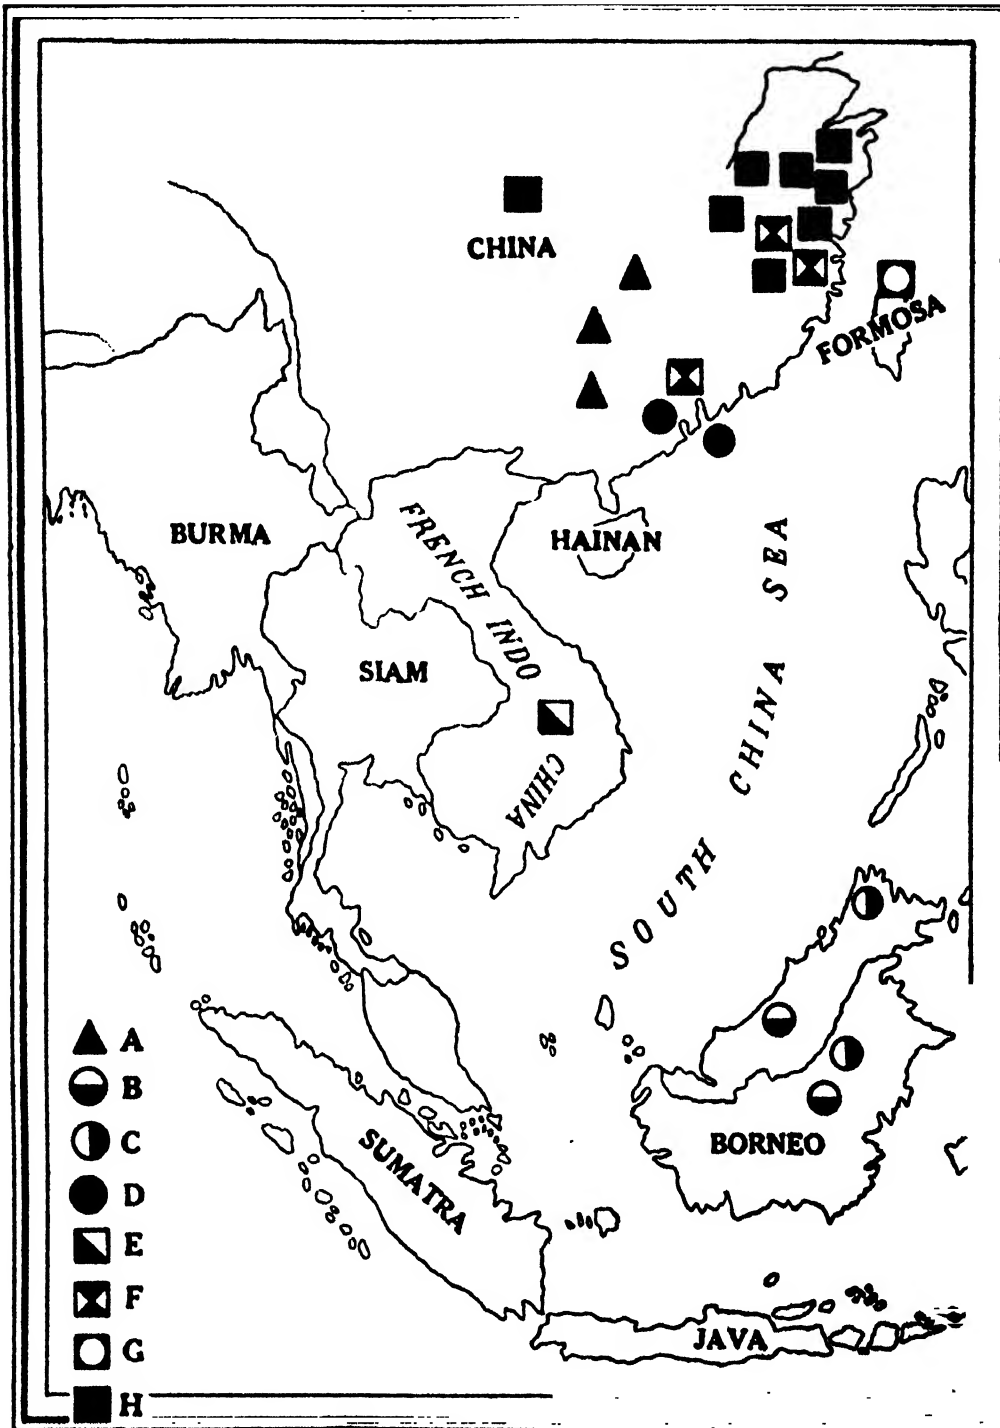 CHINA
FORMOSA
BURMA
FRENCH INDO CHINA
HAINAN
SIAM
SOUTH CHINA SEA
A
B
C
D
E
F
G
H
SUMATRA
BORNEO
JAVA